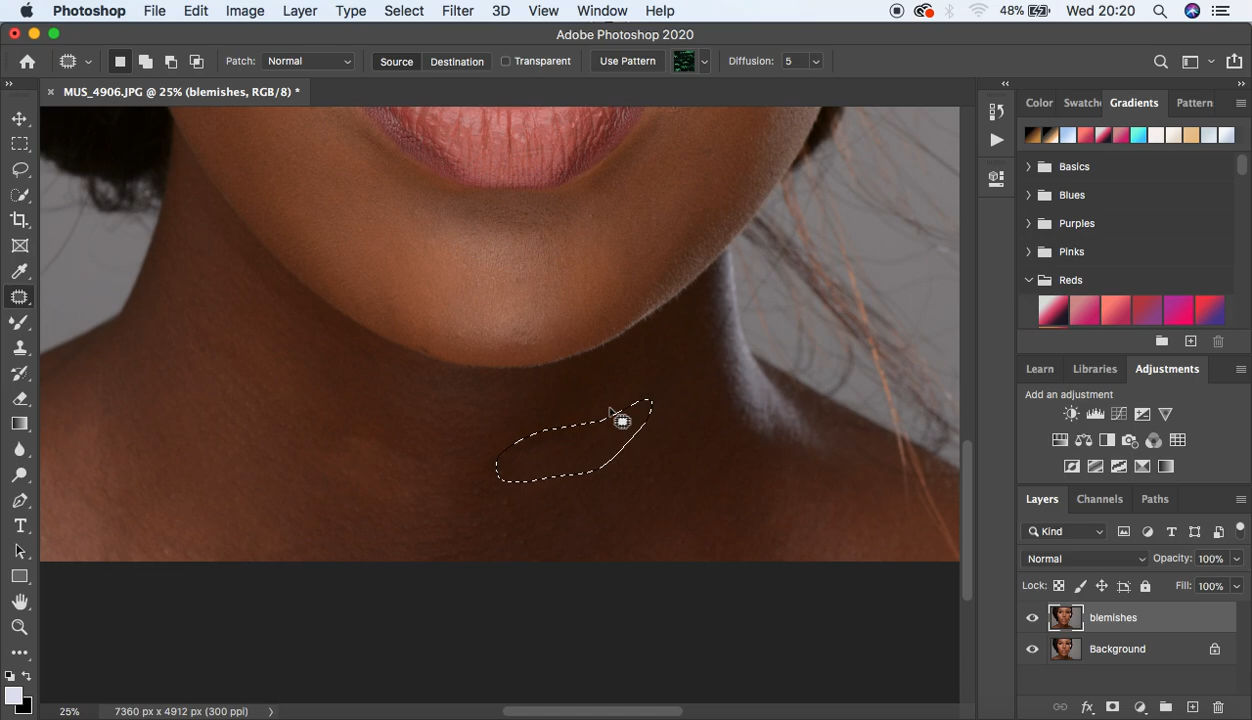 Photoshop File Edit Image Layer Type Select Filter 3D View Window Help 48% Wed 20:20
Adobe Photoshop 2020
Patch: Normal Source Destination Transparent Use Pattern Diffusion: 5
MUS_4906.JPG @ 25% (blemishes, RGB/8) *
Color Swatche Gradients Pattern
Basics
Blues
Purples
Pinks
Reds
Learn Libraries Adjustments
Add an adjustment
Layers Channels Paths
Kind
Normal Opacity: 100%
Lock: Fill: 100%
blemishes
Background
25% 7360 px x 4912 px (300 ppi)